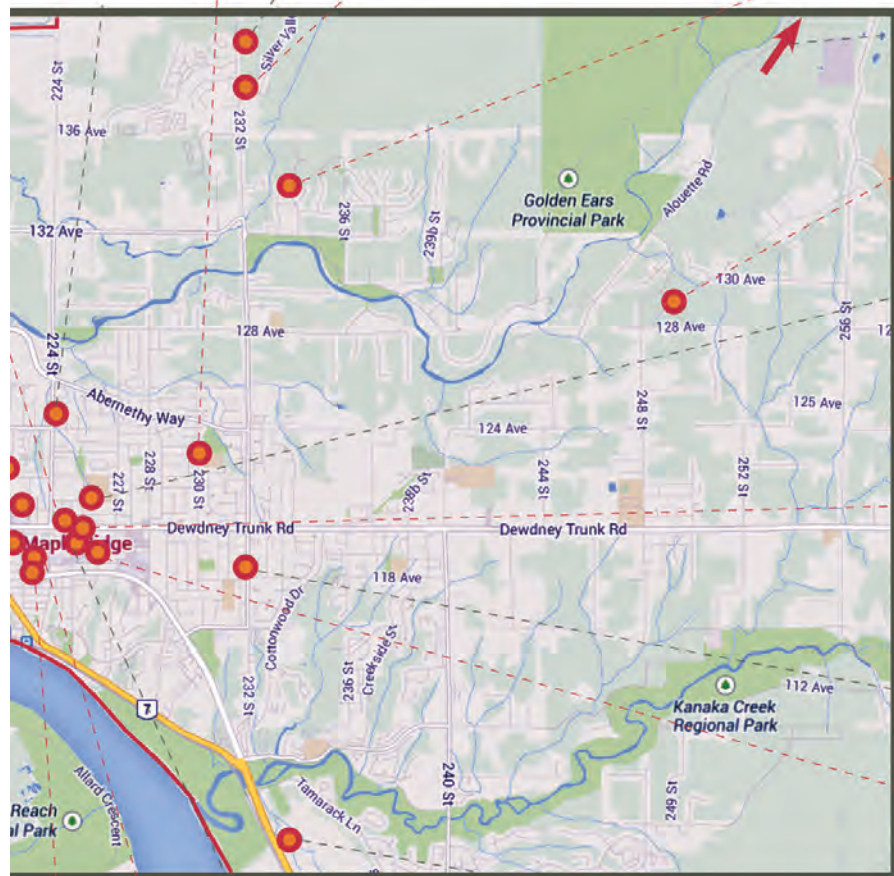 Silver Valle
224 St
136 Ave
232 St
Golden Ears
Provincial Park
Alouette Rd
236 St
239b St
132 Ave
130 Ave
128 Ave
128 Ave
256 St
12
224 St
Abernethy Way
124 Ave
248 St
125 Ave
227 St
228 St
230 St
238b St
244 St
252 St
Dewdney Trunk Rd
Dewdney Trunk Rd
Maple Ridge
118 Ave
Cottonwood Dr
232 St
236 St
Creekside St
Kanaka Creek
Regional Park
112 Ave
7
240 St
249 St
Allard Crescent
Tamarack Ln
Reach
al Park